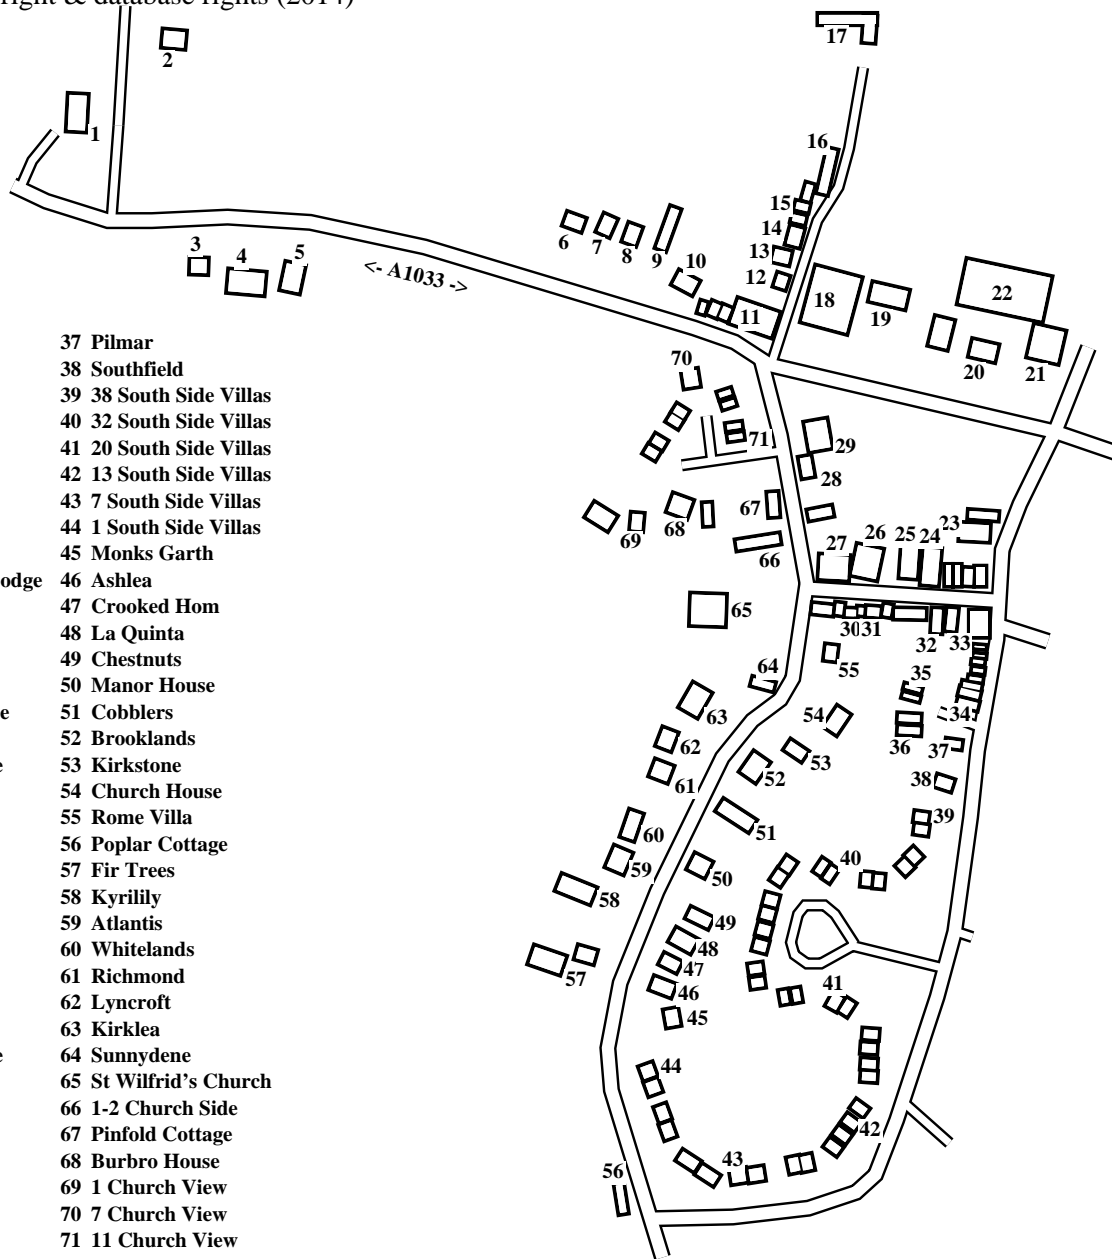 right & database rights (2014)
37 Pilmar
38 Southfield
39 38 South Side Villas
40 32 South Side Villas
41 20 South Side Villas
42 13 South Side Villas
43 7 South Side Villas
44 1 South Side Villas
45 Monks Garth
odge 46 Ashlea
47 Crooked Hom
48 La Quinta
49 Chestnuts
50 Manor House
e 51 Cobblers
52 Brooklands
e 53 Kirkstone
54 Church House
55 Rome Villa
56 Poplar Cottage
57 Fir Trees
58 Kyrilily
59 Atlantis
60 Whitelands
61 Richmond
62 Lyncroft
63 Kirklea
e 64 Sunnydene
65 St Wilfrid's Church
66 1-2 Church Side
67 Pinfold Cottage
68 Burbro House
69 1 Church View
70 7 Church View
71 11 Church View
17
2
1
16
15
14
13
12
3
4
5
6
7
8
9
10
<- A1033 ->
11
18
19
22
20
21
70
71
29
28
67
68
69
66
23
24
25
26
27
65
30
31
32
33
55
64
35
34
54
63
36
37
62
53
52
61
38
39
51
60
40
59
50
58
49
48
47
57
46
41
45
44
42
43
56